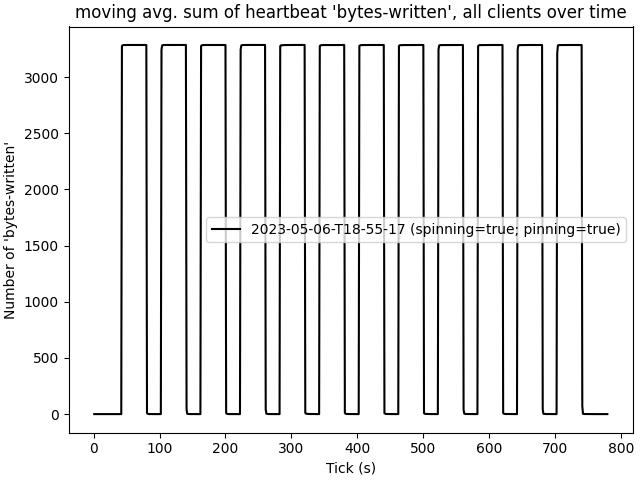 moving avg. sum of heartbeat 'bytes-written', all clients over time
Number of 'bytes-written'
3000
2500
2000
1500
1000
500
0
2023-05-06-T18-55-17 (spinning=true; pinning=true)
0 100 200 300 400 500 600 700 800
Tick (s)